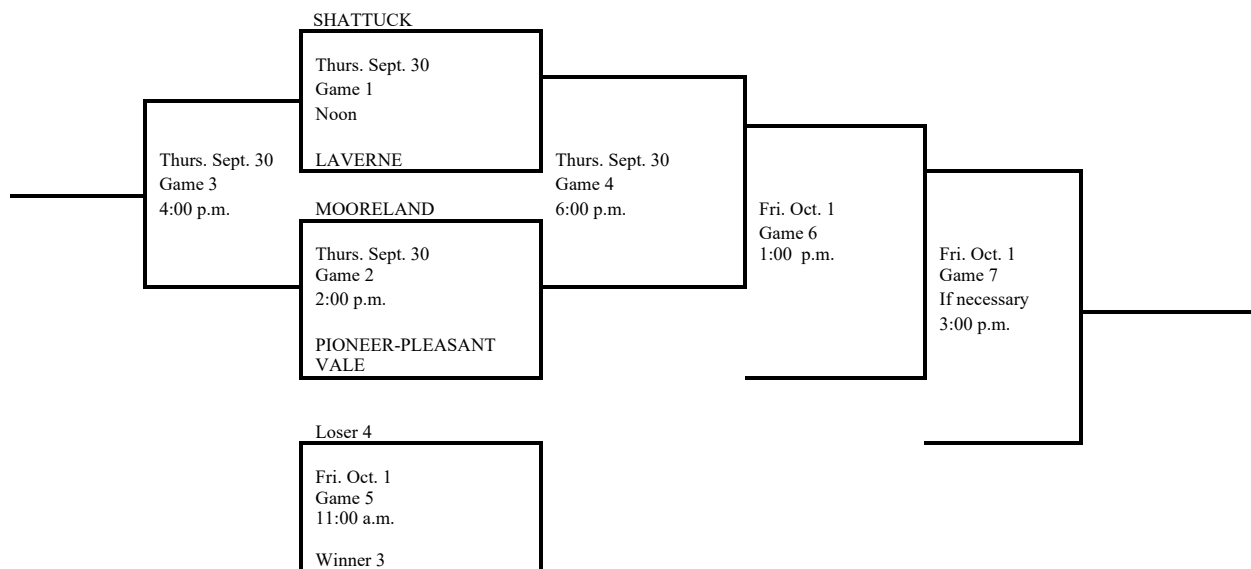 SHATTUCK
Thurs. Sept. 30
Game 1
Noon
LAVERNE
Thurs. Sept. 30
Game 3
4:00 p.m.
Thurs. Sept. 30
Game 4
6:00 p.m.
MOORELAND
Thurs. Sept. 30
Game 2
2:00 p.m.
PIONEER-PLEASANT
VALE
Fri. Oct. 1
Game 6
1:00  p.m.
Fri. Oct. 1
Game 7
If necessary
3:00 p.m.
Loser 4
Fri. Oct. 1
Game 5
11:00 a.m.
Winner 3